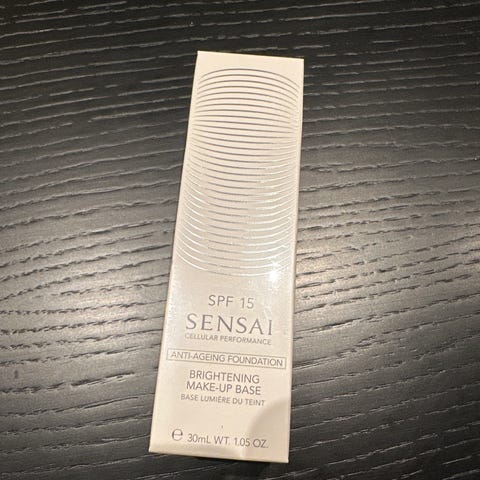 SPF 15
SENSAI
CELLULAR PERFORMANCE
ANTI-AGEING FOUNDATION
BRIGHTENING
MAKE-UP BASE
BASE LUMIÈRE DU TEINT
℮ 30mL WT. 1.05 OZ.